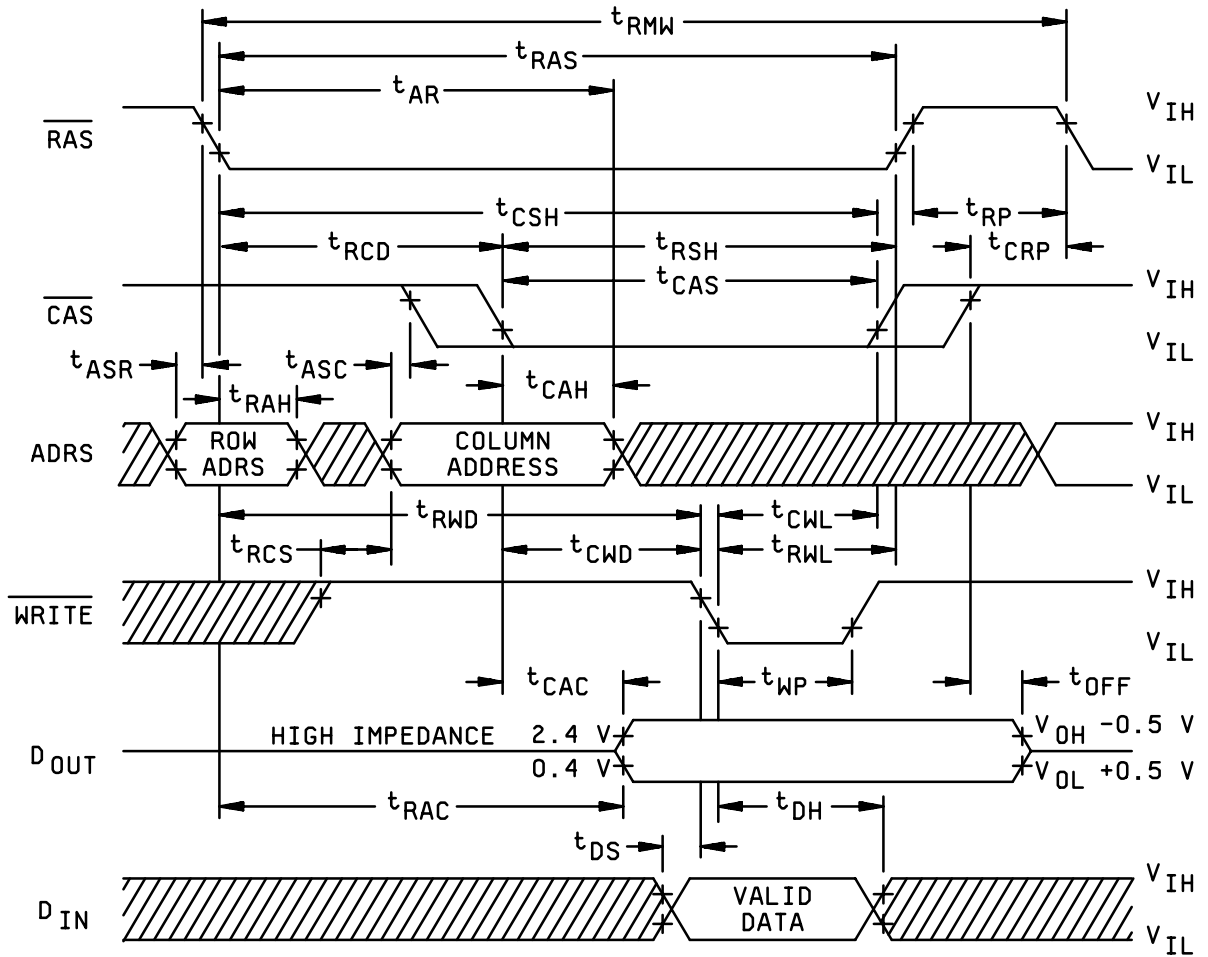 tRMW
tRAS
tAR
RAS
VIH
VIL
tCSH
tRP
tRCD
tRSH
tCRP
tCAS
CAS
VIH
VIL
tASR
tASC
tRAH
tCAH
ADRS
ROW
ADRS
COLUMN
ADDRESS
VIH
VIL
tRWD
tCWL
tRCS
tCWD
tRWL
WRITE
VIH
VIL
tCAC
tWP
tOFF
DOUT
HIGH IMPEDANCE 2.4 V
0.4 V
VOH -0.5 V
VOL +0.5 V
tRAC
tDH
tDS
DIN
VALID
DATA
VIH
VIL